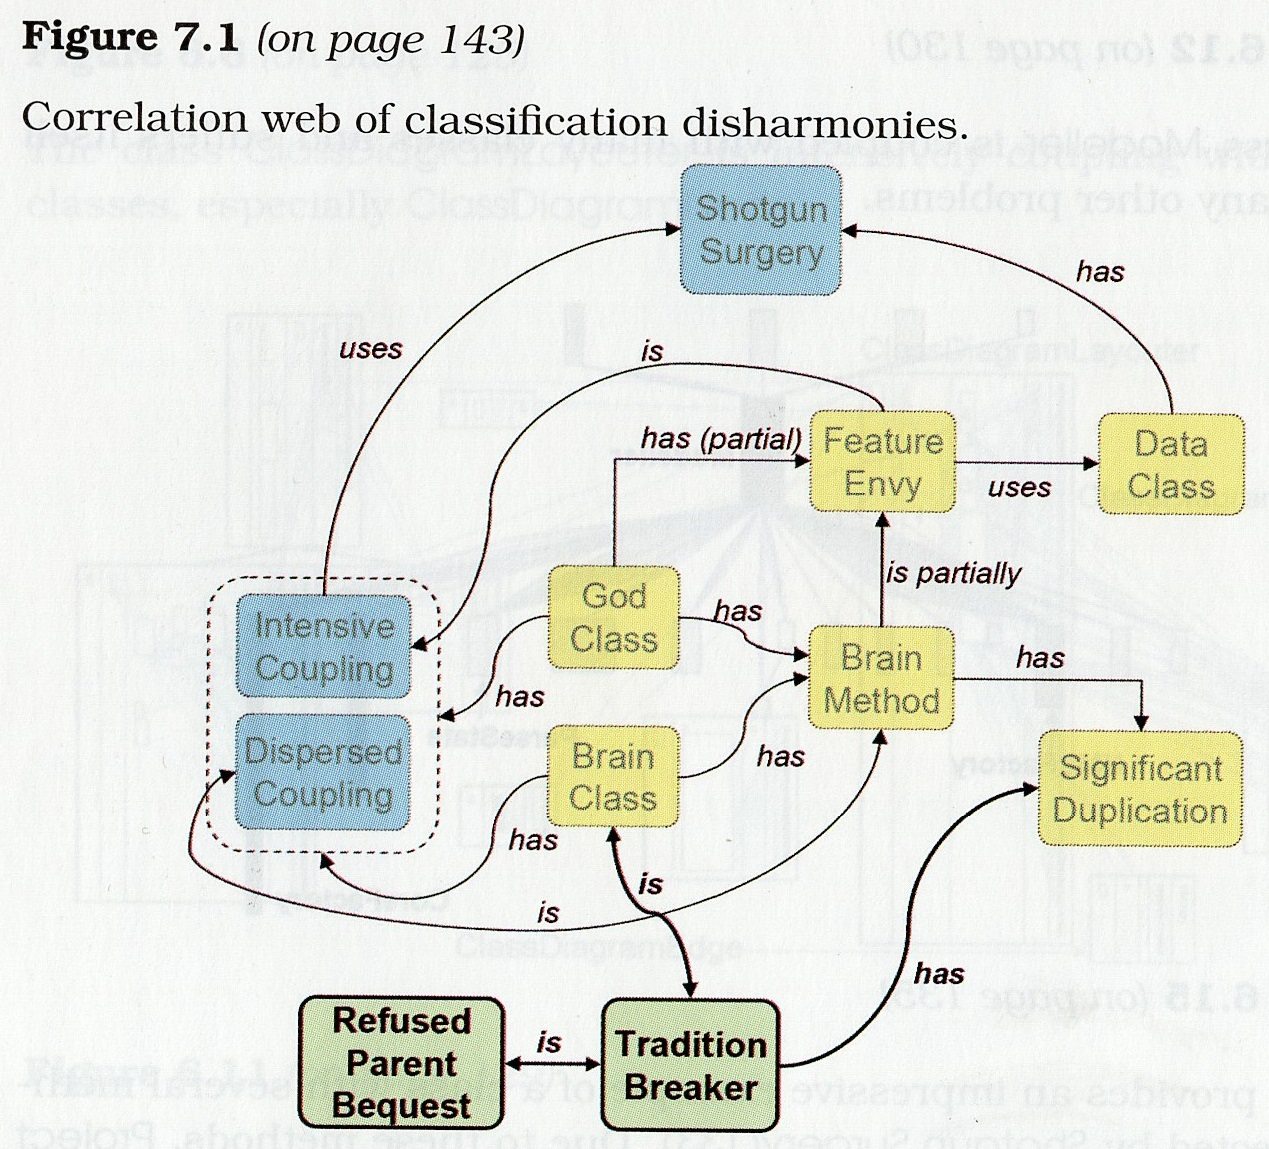 Figure 7.1 (on page 143)
Correlation web of classification disharmonies.
Shotgun
Surgery
has
uses
is
has (partial)
Feature
Envy
uses
Data
Class
is partially
Intensive
Coupling
God
Class
has
Brain
Method
has
has
Dispersed
Coupling
Brain
Class
has
Significant
Duplication
has
is
is
has
Refused
Parent
Bequest
is
Tradition
Breaker